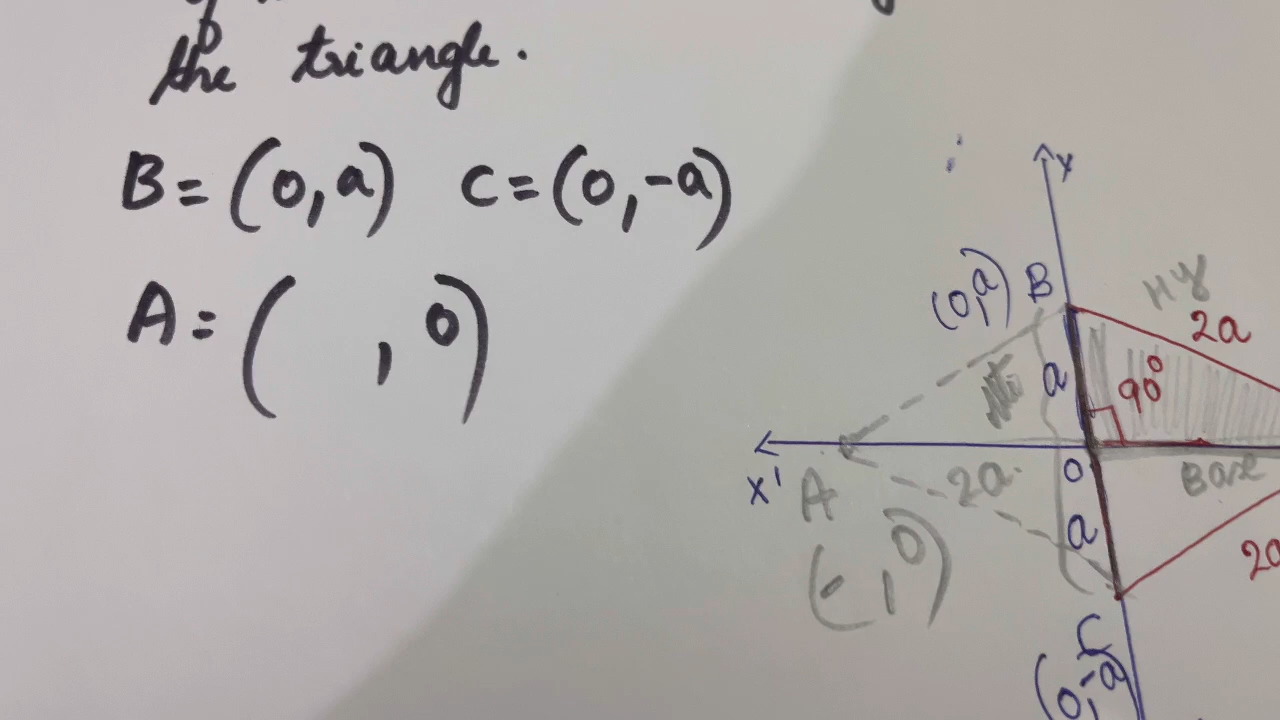 the triangle.
B = (0, a) C = (0, -a)
A = ( , 0)
Y
(0, a) B
Hy
2a
a
90°
X'
A
2a
O
Base
(- , 0)
a
2a
C
(0, -a)